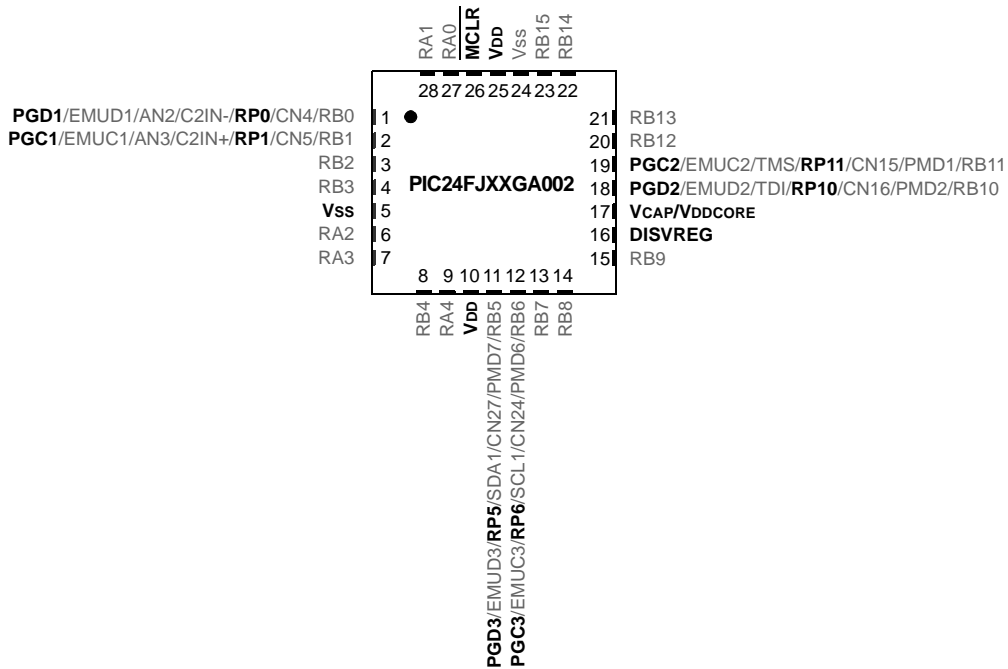 RA1
RA0
MCLR
VDD
Vss
RB15
RB14
28 27 26 25 24 23 22
PGD1/EMUD1/AN2/C2IN-/RP0/CN4/RB0 1
PGC1/EMUC1/AN3/C2IN+/RP1/CN5/RB1 2
RB2 3
RB3 4
Vss 5
RA2 6
RA3 7
PIC24FJXXGA002
21 RB13
20 RB12
19 PGC2/EMUC2/TMS/RP11/CN15/PMD1/RB11
18 PGD2/EMUD2/TDI/RP10/CN16/PMD2/RB10
17 VCAP/VDDCORE
16 DISVREG
15 RB9
8 9 10 11 12 13 14
RB4
RA4
VDD
PGD3/EMUD3/RP5/SDA1/CN27/PMD7/RB5
PGC3/EMUC3/RP6/SCL1/CN24/PMD6/RB6
RB7
RB8